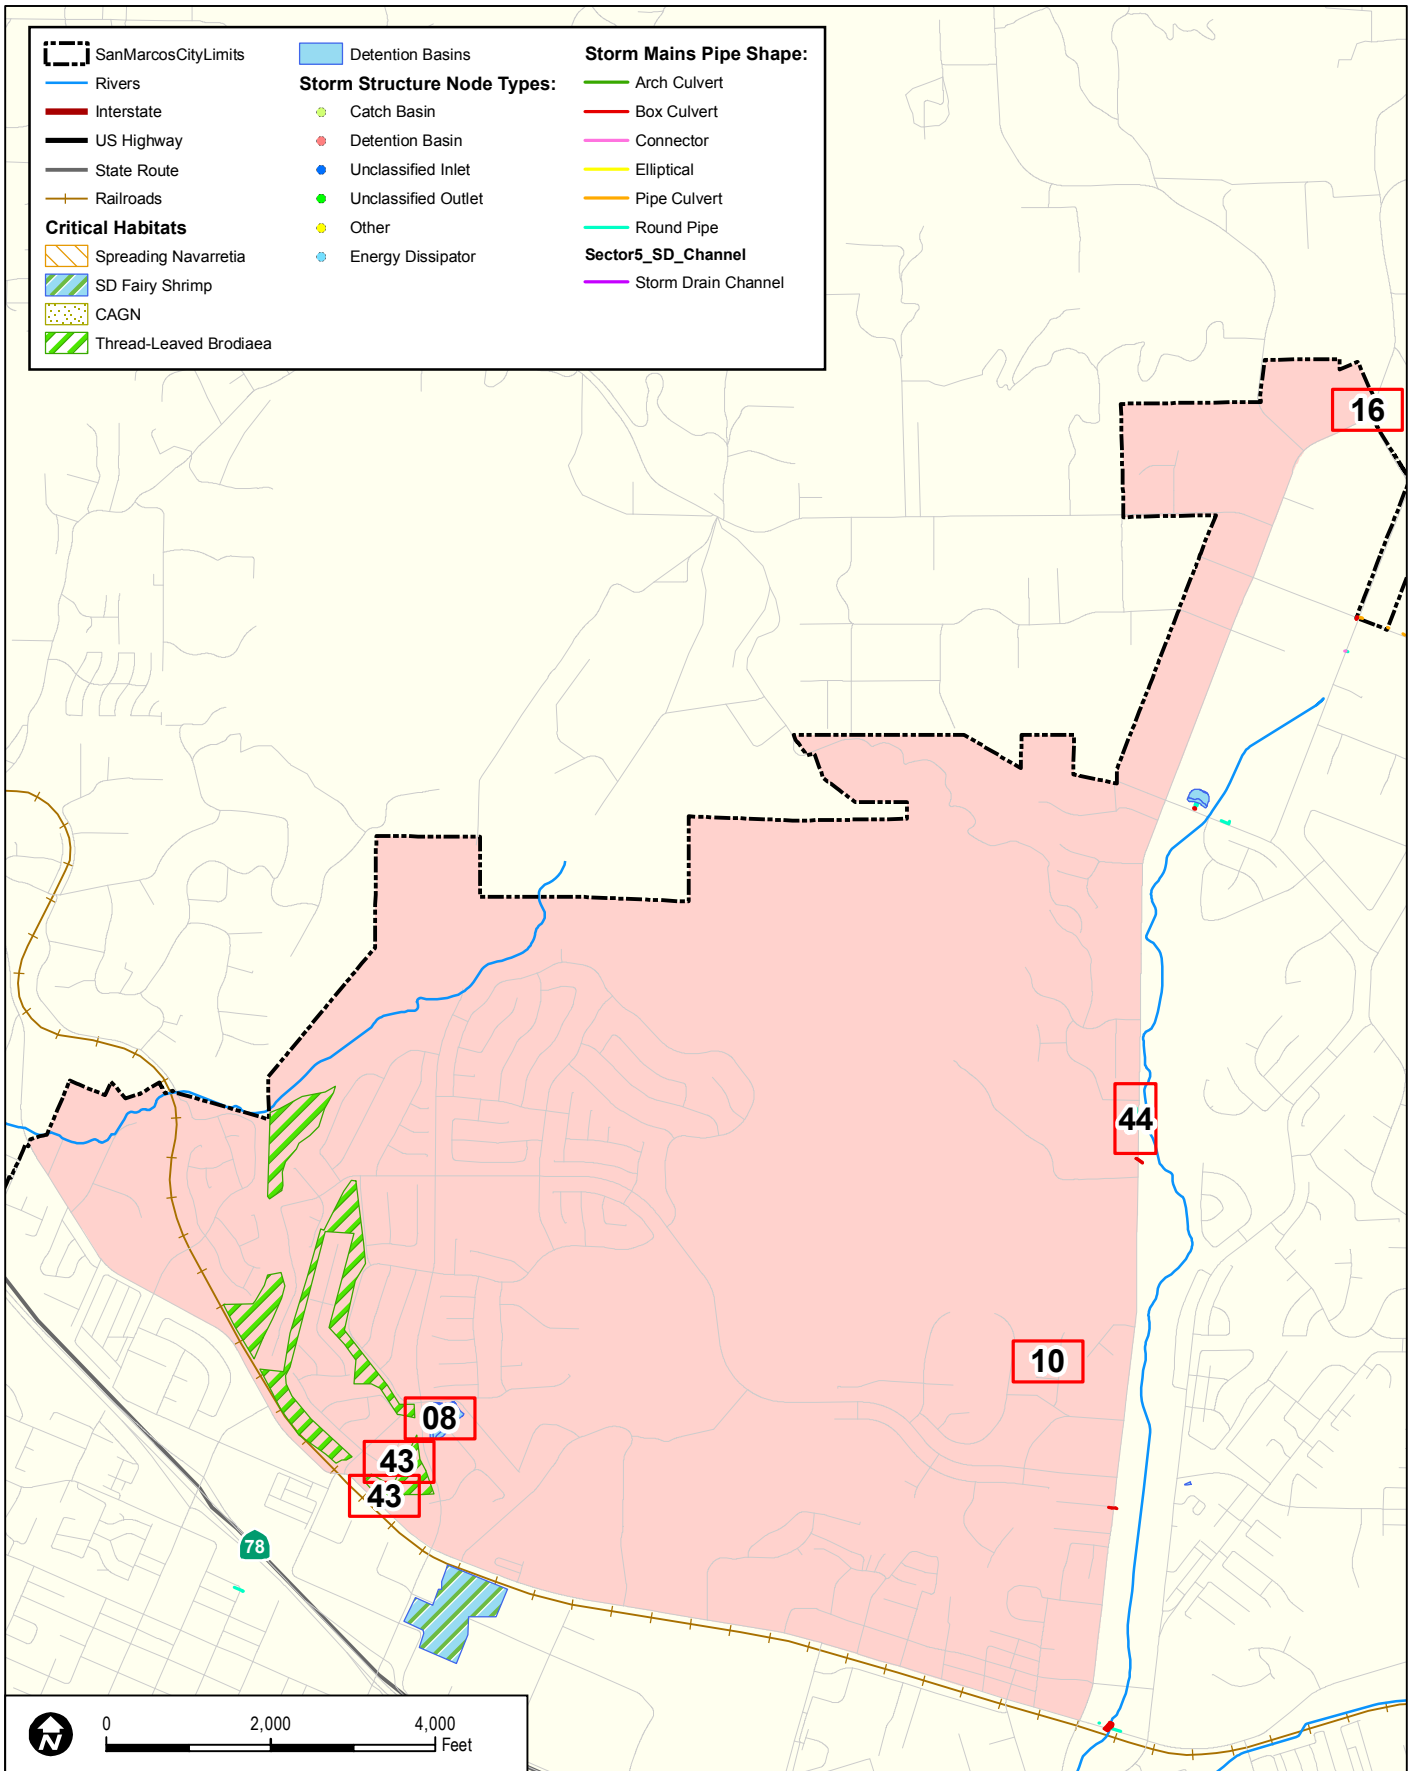 SanMarcosCityLimits
Rivers
Interstate
US Highway
State Route
Railroads
Critical Habitats
Spreading Navarretia
SD Fairy Shrimp
CAGN
Thread-Leaved Brodiaea
Detention Basins
Storm Structure Node Types:
Catch Basin
Detention Basin
Unclassified Inlet
Unclassified Outlet
Other
Energy Dissipator
Storm Mains Pipe Shape:
Arch Culvert
Box Culvert
Connector
Elliptical
Pipe Culvert
Round Pipe
Sector5_SD_Channel
Storm Drain Channel
16
44
10
08
43
43
78
N
0 2,000 4,000
Feet